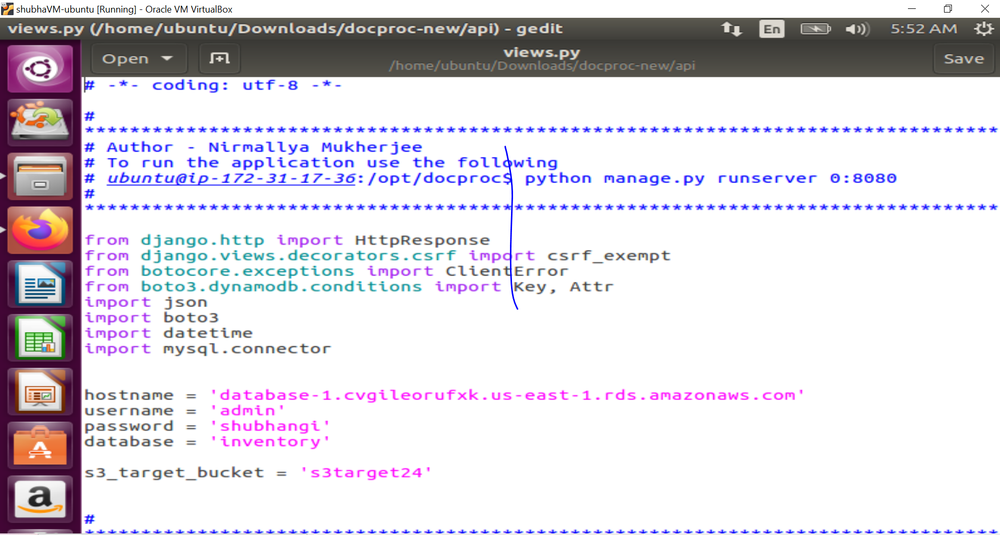 shubhaVM-ubuntu [Running] - Oracle VM VirtualBox
views.py (/home/ubuntu/Downloads/docproc-new/api) - gedit
En
5:52 AM
Open
views.py
/home/ubuntu/Downloads/docproc-new/api
Save
# -*- coding: utf-8 -*-
#
*********************************************************************************
# Author - Nirmallya Mukherjee
# To run the application use the following
# ubuntu@ip-172-31-17-36:/opt/docproc$ python manage.py runserver 0:8080
#
*********************************************************************************
from django.http import HttpResponse
from django.views.decorators.csrf import csrf_exempt
from botocore.exceptions import ClientError
from boto3.dynamodb.conditions import Key, Attr
import json
import boto3
import datetime
import mysql.connector
hostname = 'database-1.cvgileorufxk.us-east-1.rds.amazonaws.com'
username = 'admin'
password = 'shubhangi'
database = 'inventory'
s3_target_bucket = 's3target24'
#
*********************************************************************************